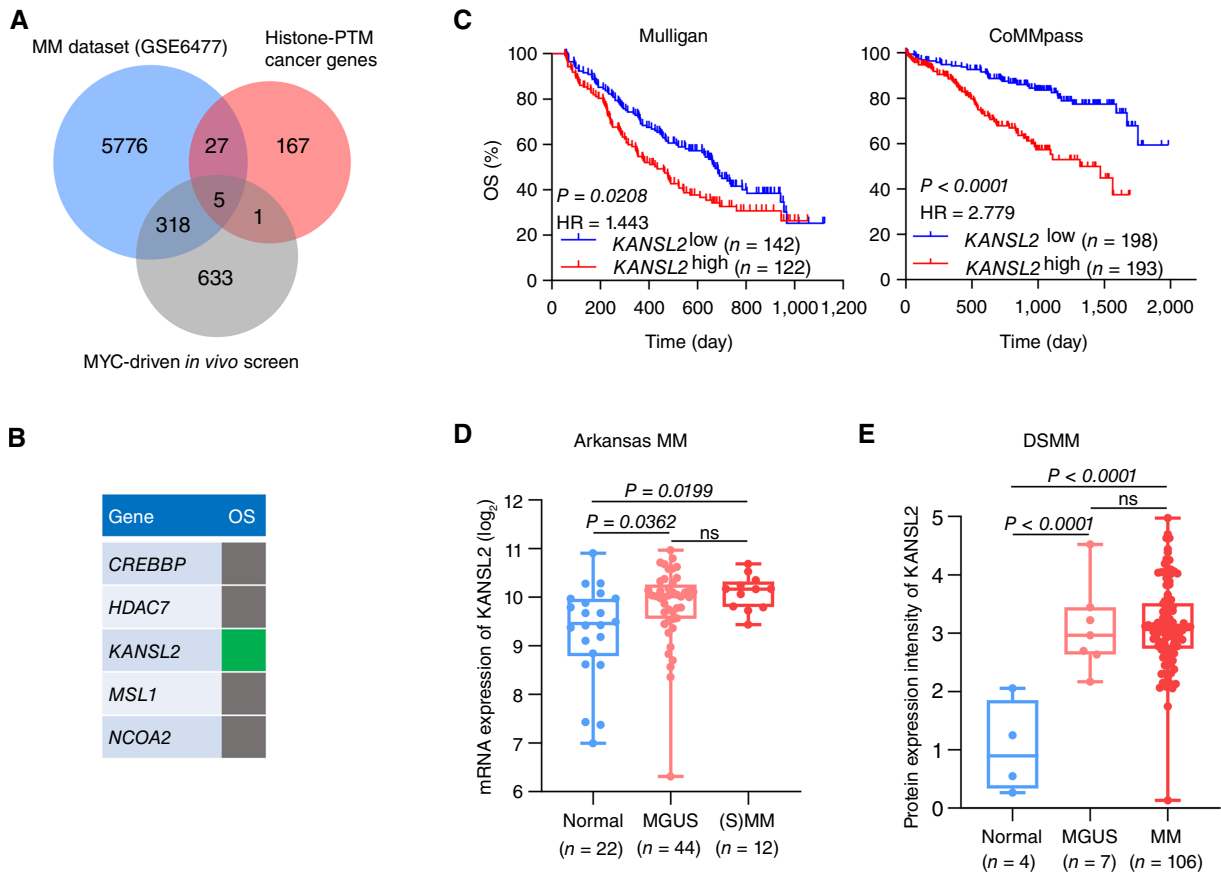 A
MM dataset (GSE6477)
Histone-PTM
cancer genes
5776
27
167
5
318
1
633
MYC-driven in vivo screen
B
Gene OS
CREBBP
HDAC7
KANSL2
MSL1
NCOA2
C
Mulligan
OS (%)
100
80
60
40
20
0
P = 0.0208
HR = 1.443
KANSL2 low (n = 142)
KANSL2 high (n = 122)
0 200 400 600 800 1,000 1,200
Time (day)
CoMMpass
100
80
60
40
20
0
P < 0.0001
HR = 2.779
KANSL2 low (n = 198)
KANSL2 high (n = 193)
0 500 1,000 1,500 2,000
Time (day)
D
Arkansas MM
mRNA expression of KANSL2 (log2)
12
11
10
9
8
7
6
P = 0.0199
P = 0.0362
ns
Normal MGUS (S)MM
(n = 22) (n = 44) (n = 12)
E
DSMM
Protein expression intensity of KANSL2
5
4
3
2
1
0
P < 0.0001
ns
P < 0.0001
Normal MGUS MM
(n = 4) (n = 7) (n = 106)